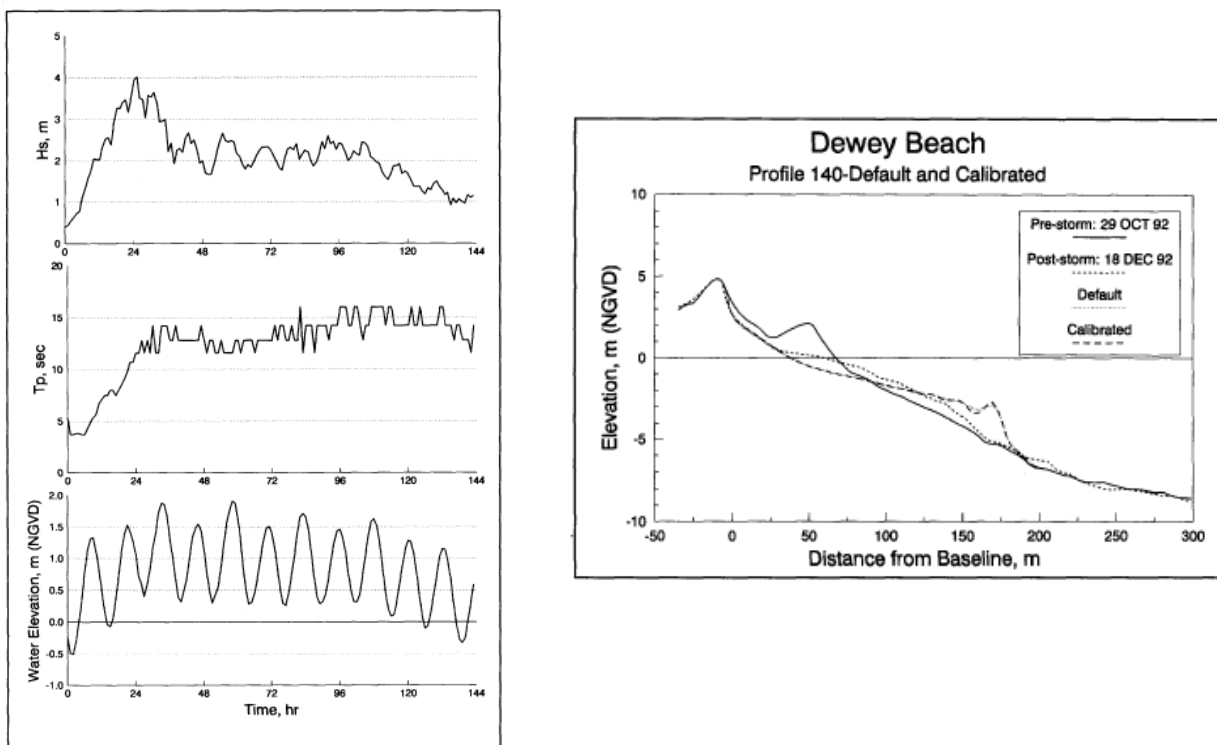 5
4
3
2
1
0
Hs, m
0 24 48 72 96 120 144
20
15
10
5
0
Tp, sec
0 24 48 72 96 120 144
2.0
1.5
1.0
0.5
0.0
-0.5
-1.0
Water Elevation, m (NGVD)
0 24 48 72 96 120 144
Time, hr
Dewey Beach
Profile 140-Default and Calibrated
10
5
0
-5
-10
Elevation, m (NGVD)
Pre-storm: 29 OCT 92
Post-storm: 18 DEC 92
Default
Calibrated
-50 0 50 100 150 200 250 300
Distance from Baseline, m